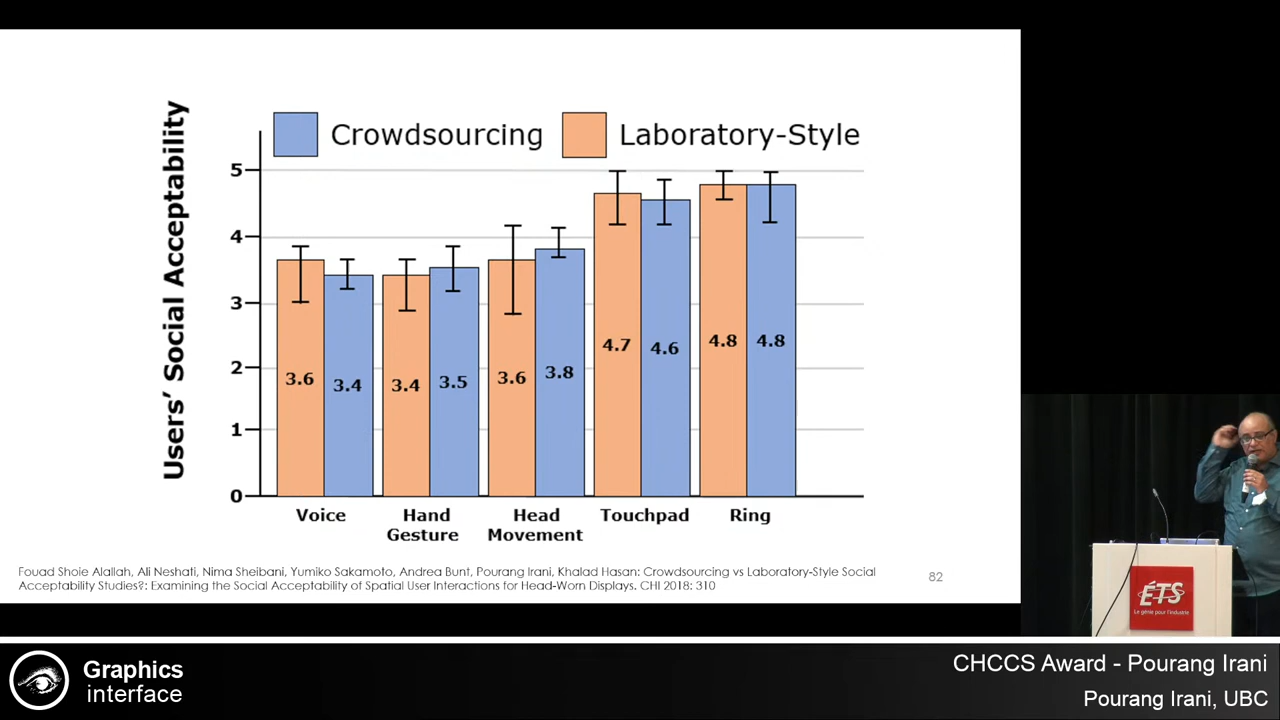 Users’ Social Acceptability
Crowdsourcing
Laboratory-Style
5
4
3
2
1
0
3.6
3.4
3.4
3.5
3.6
3.8
4.7
4.6
4.8
4.8
Voice
Hand
Gesture
Head
Movement
Touchpad
Ring
Fouad Shoie Alallah, Ali Neshati, Nima Sheibani, Yumiko Sakamoto, Andrea Bunt, Pourang Irani, Khalad Hasan: Crowdsourcing vs Laboratory-Style Social
Acceptability Studies?: Examining the Social Acceptability of Spatial User Interactions for Head-Worn Displays. CHI 2018: 310
82
ÉTS
Le génie pour l'industrie
Graphics
interface
CHCCS Award - Pourang Irani
Pourang Irani, UBC